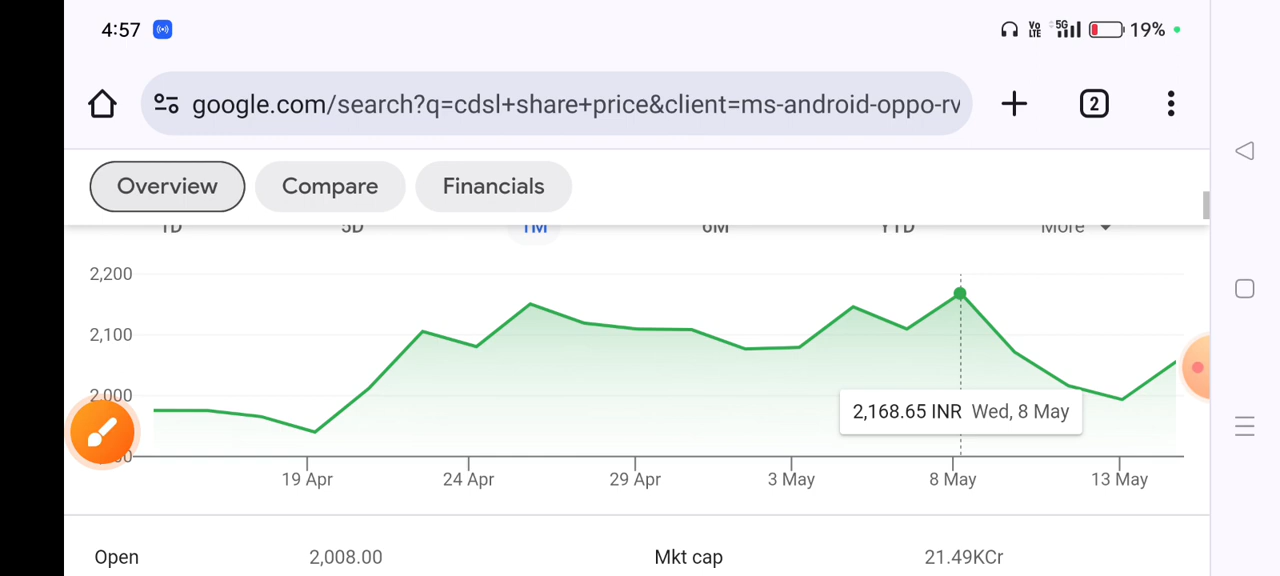 4:57 Vo LTE 5G 19%
google.com/search?q=cdsl+share+price&client=ms-android-oppo-rv 2
Overview Compare Financials
1D 5D 1M 6M YTD More
2,200
2,100
2,000
2,168.65 INR Wed, 8 May
19 Apr 24 Apr 29 Apr 3 May 8 May 13 May
Open 2,008.00 Mkt cap 21.49KCr